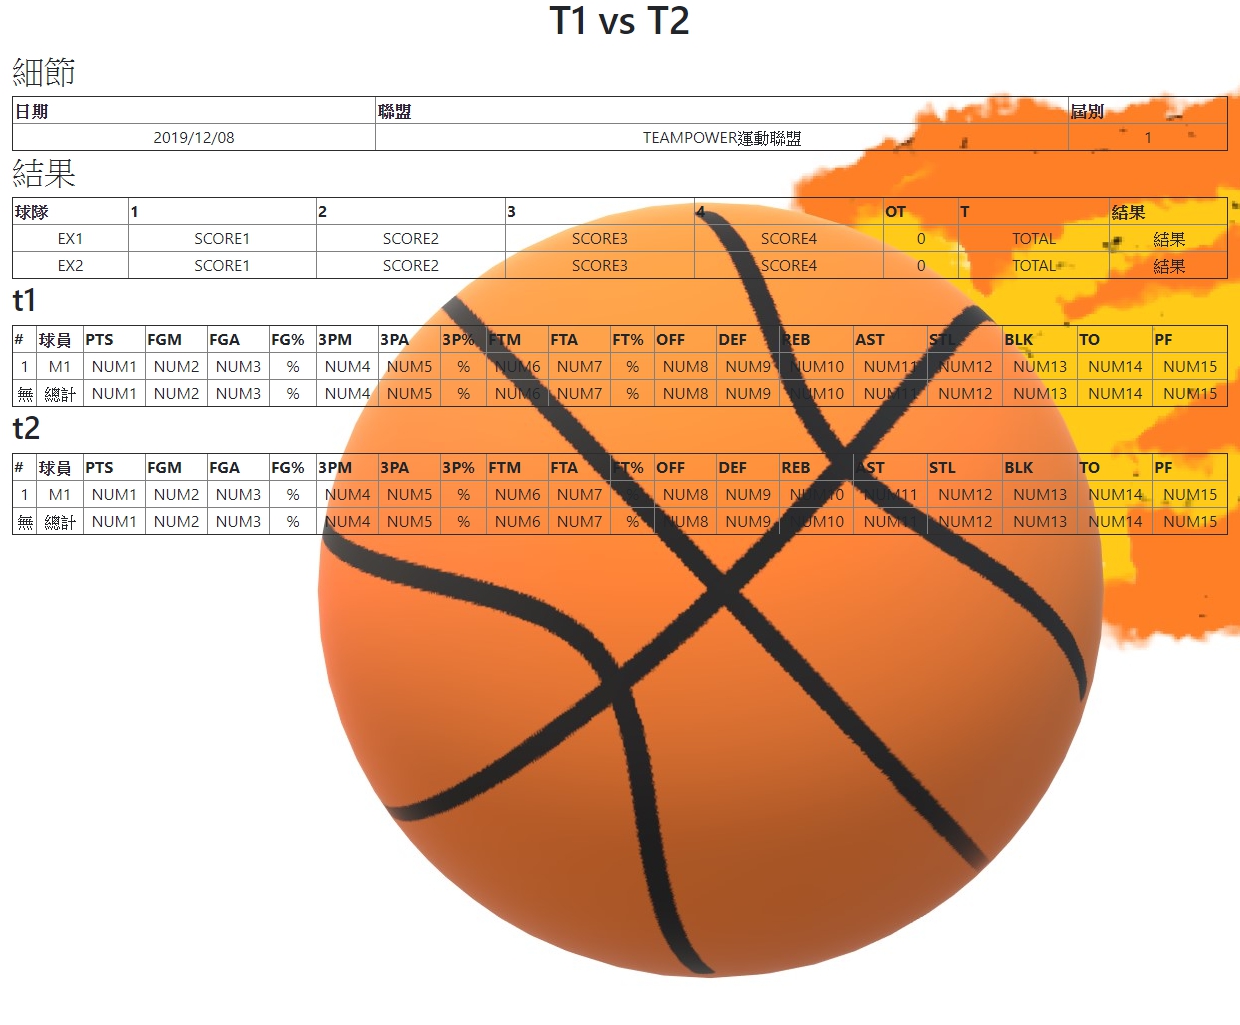 T1 vs T2
細節
日期 聯盟 屆別
2019/12/08 TEAMPOWER運動聯盟 1
結果
球隊 1 2 3 4 OT T 結果
EX1 SCORE1 SCORE2 SCORE3 SCORE4 0 TOTAL 結果
EX2 SCORE1 SCORE2 SCORE3 SCORE4 0 TOTAL 結果
t1
# 球員 PTS FGM FGA FG% 3PM 3PA 3P% FTM FTA FT% OFF DEF REB AST STL BLK TO PF
1 M1 NUM1 NUM2 NUM3 % NUM4 NUM5 % NUM6 NUM7 % NUM8 NUM9 NUM10 NUM11 NUM12 NUM13 NUM14 NUM15
無 總計 NUM1 NUM2 NUM3 % NUM4 NUM5 % NUM6 NUM7 % NUM8 NUM9 NUM10 NUM11 NUM12 NUM13 NUM14 NUM15
t2
# 球員 PTS FGM FGA FG% 3PM 3PA 3P% FTM FTA FT% OFF DEF REB AST STL BLK TO PF
1 M1 NUM1 NUM2 NUM3 % NUM4 NUM5 % NUM6 NUM7 % NUM8 NUM9 NUM10 NUM11 NUM12 NUM13 NUM14 NUM15
無 總計 NUM1 NUM2 NUM3 % NUM4 NUM5 % NUM6 NUM7 % NUM8 NUM9 NUM10 NUM11 NUM12 NUM13 NUM14 NUM15